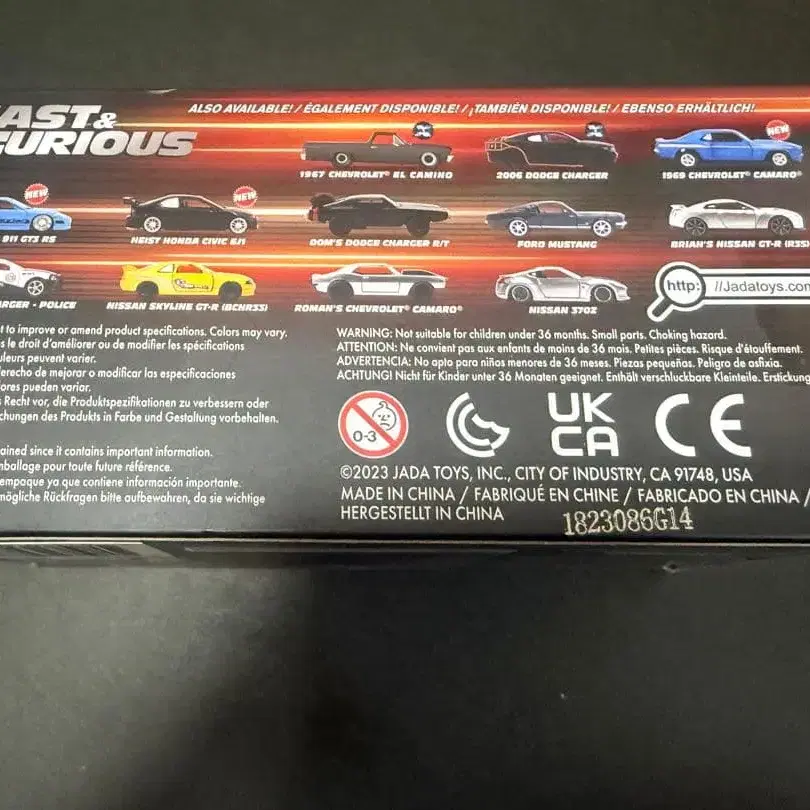 AST &
URIOUS
ALSO AVAILABLE! / ÉGALEMENT DISPONIBLE! / ¡TAMBIÉN DISPONIBLE! / EBENSO ERHÄLTLICH!
1967 CHEVROLET® EL CAMINO
2006 DODGE CHARGER
NEW
1969 CHEVROLET® CAMARO®
NEW
911 GT3 RS
NEW
HEIST HONDA CIVIC EJ1
DOM'S DODGE CHARGER R/T
FORD MUSTANG
BRIAN'S NISSAN GT-R (R35)
ARGER - POLICE
NISSAN SKYLINE GT-R (BCNR33)
ROMAN'S CHEVROLET® CAMARO®
NISSAN 370Z
http: //Jadatoys.com
t to improve or amend product specifications. Colors may vary.
s le droit d'améliorer ou de modifier les spécifications
uleurs peuvent varier.
erecho de mejorar o modificar las especificaciones
ores pueden variar.
s Recht vor, die Produktspezifikationen zu verbessern oder
chungen des Produkts in Farbe und Gestaltung vorbehalten.
ained since it contains important information.
mballage pour toute future référence.
empaque ya que contiene información importante.
mögliche Rückfragen bitte aufbewahren, da sie wichtige
WARNING: Not suitable for children under 36 months. Small parts. Choking hazard.
ATTENTION: Ne convient pas aux enfants de moins de 36 mois. Petites pièces. Risque d'étouffement.
ADVERTENCIA: No apto para niños menores de 36 meses. Piezas pequeñas. Peligro de asfixia.
ACHTUNG! Nicht für Kinder unter 36 Monaten geeignet. Enthält verschluckbare Kleinteile. Erstickung
0-3
UK
CA
CE
©2023 JADA TOYS, INC., CITY OF INDUSTRY, CA 91748, USA
MADE IN CHINA / FABRIQUÉ EN CHINE / FABRICADO EN CHINA /
HERGESTELLT IN CHINA
1823086G14